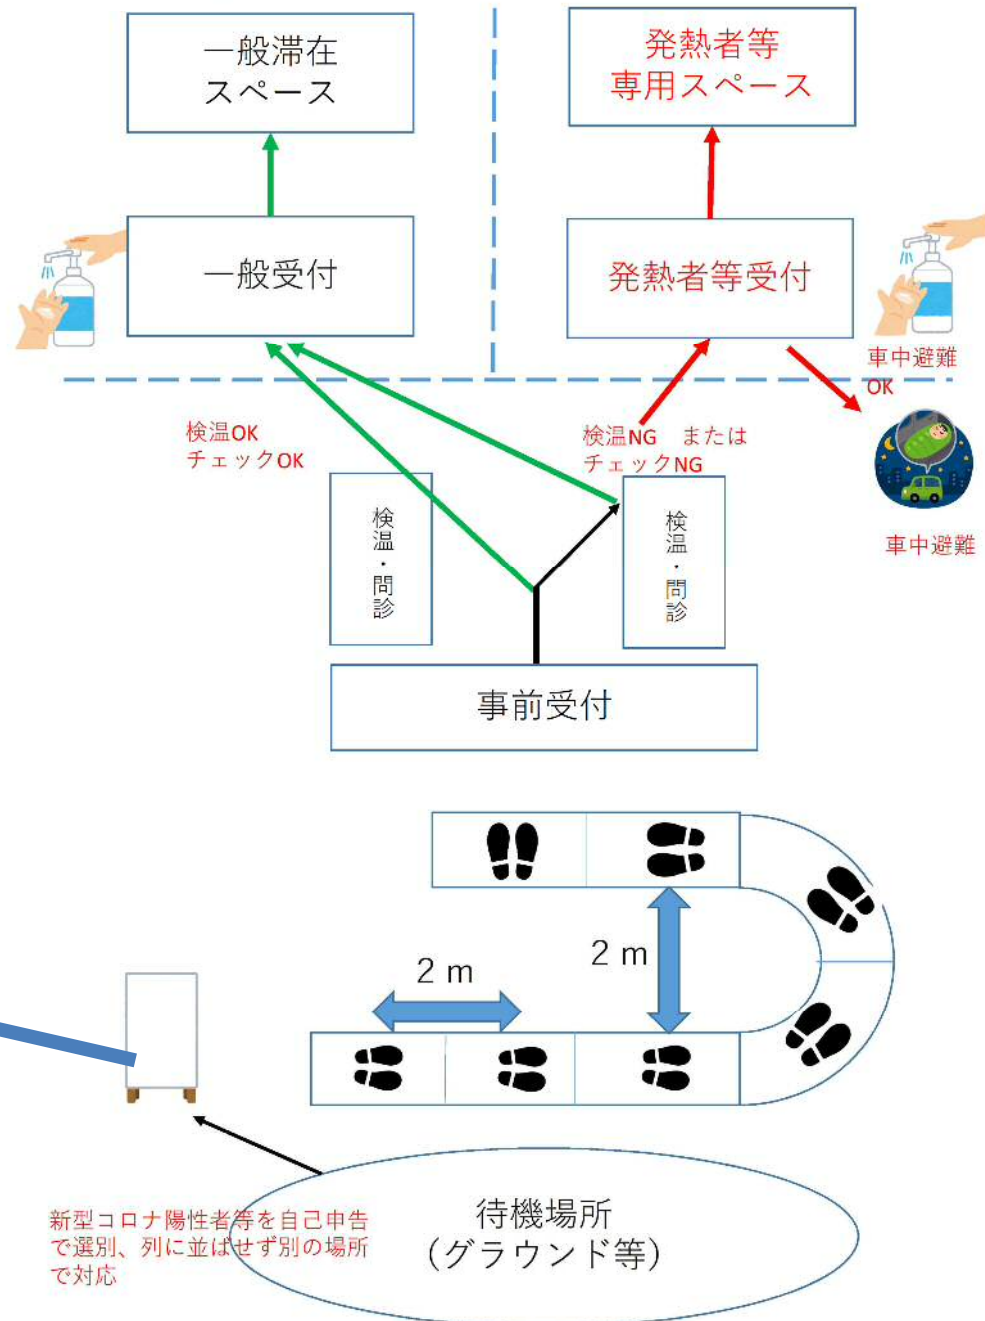 一般滞在
スペース
発熱者等
専用スペース
一般受付
発熱者等受付
車中避難
OK
検温OK
チェックOK
検温NG　または
チェックNG
車中避難
検温・問診
検温・問診
事前受付
2 m
2 m
待機場所
（グラウンド等）
新型コロナ陽性者等を自己申告
で選別、列に並ばせず別の場所
で対応